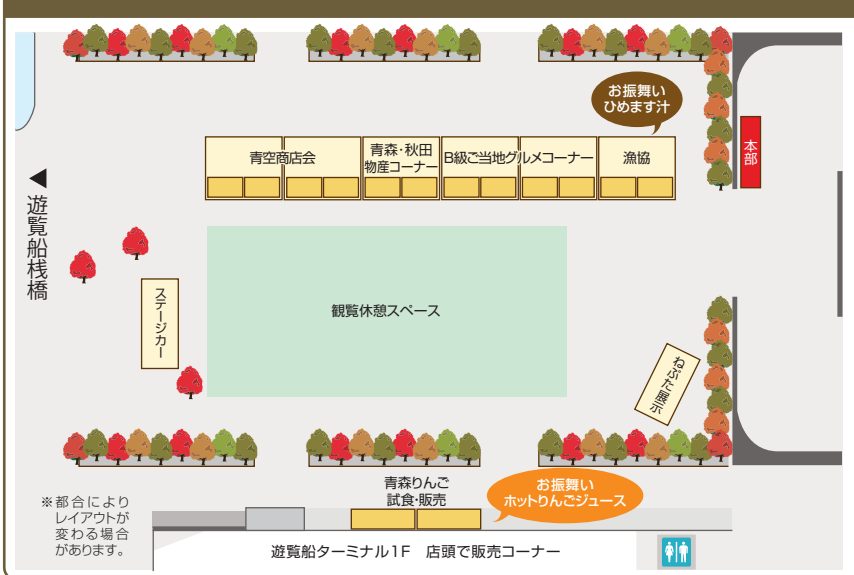 お振舞い
ひめます汁
本部
青空商店会
青森・秋田
物産コーナー
B級ご当地グルメコーナー
漁協
◀遊覧船桟橋
ステージカー
観覧休憩スペース
ねぷた展示
青森りんご
試食・販売
お振舞い
ホットりんごジュース
※都合により
レイアウトが
変わる場合
があります。
遊覧船ターミナル1F 店頭で販売コーナー